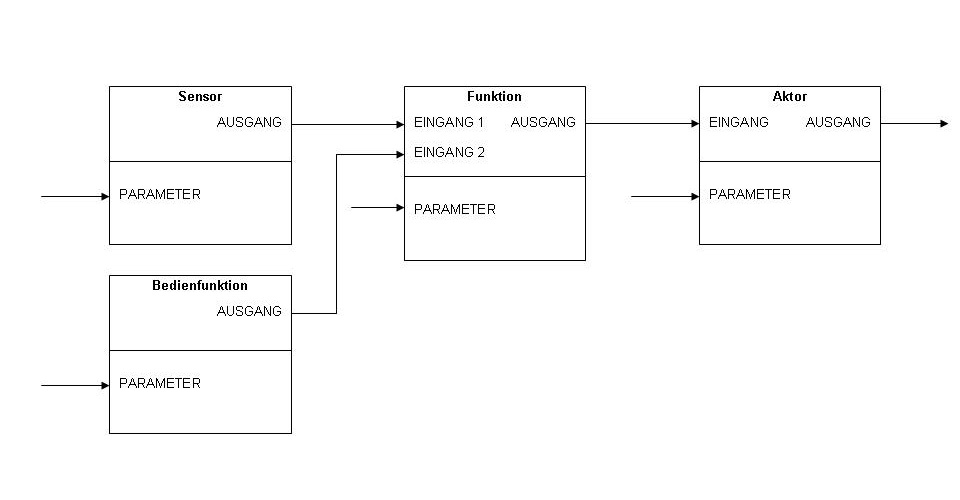 Sensor
AUSGANG
PARAMETER
Funktion
EINGANG 1 AUSGANG
EINGANG 2
PARAMETER
Aktor
EINGANG AUSGANG
PARAMETER
Bedienfunktion
AUSGANG
PARAMETER